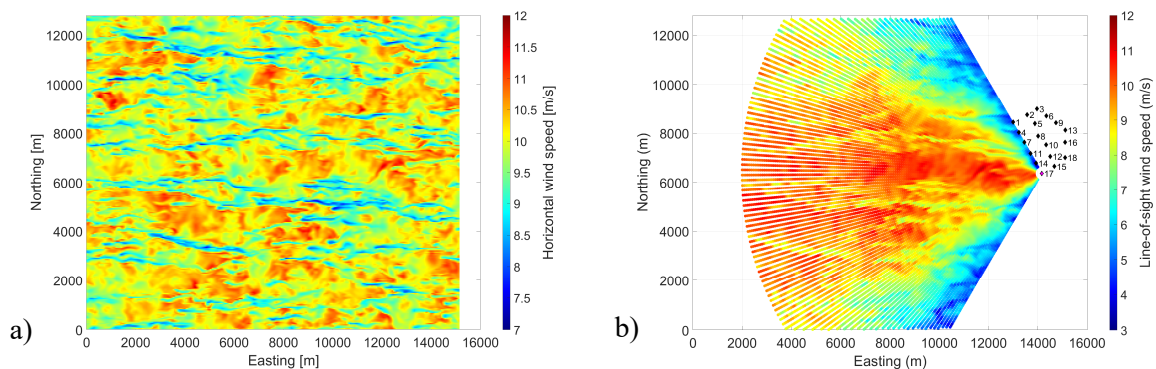 a)
12000
10000
8000
6000
4000
2000
0
Northing [m]
0 2000 4000 6000 8000 10000 12000 14000 16000
Easting [m]
12
11.5
11
10.5
10
9.5
9
8.5
8
7.5
7
Horizontal wind speed [m/s]
b)
12000
10000
8000
6000
4000
2000
0
Northing (m)
3
2 6
1 5 9
4 8 13
7 10 16
11 12 18
14 15
17
0 2000 4000 6000 8000 10000 12000 14000 16000
Easting (m)
12
11
10
9
8
7
6
5
4
3
Line-of-sight wind speed (m/s)